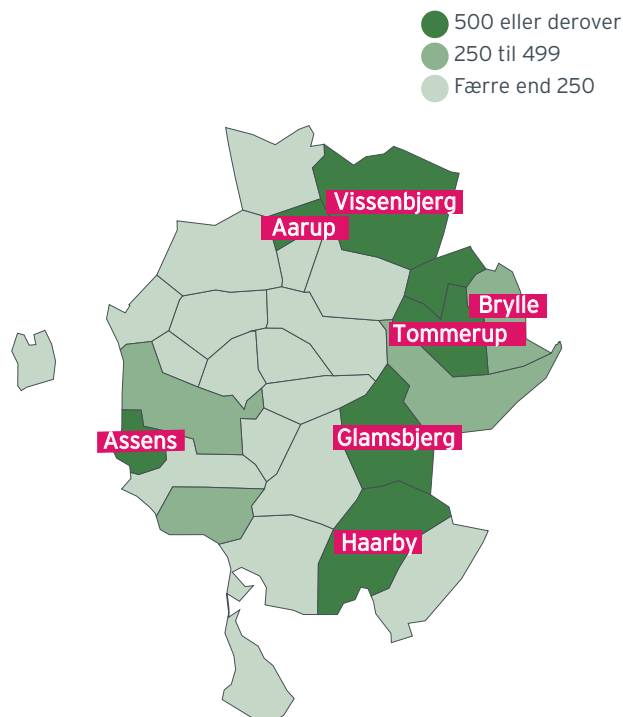 500 eller derover
250 til 499
Færre end 250
Vissenbjerg
Aarup
Brylle
Tommerup
Glamsbjerg
Assens
Haarby